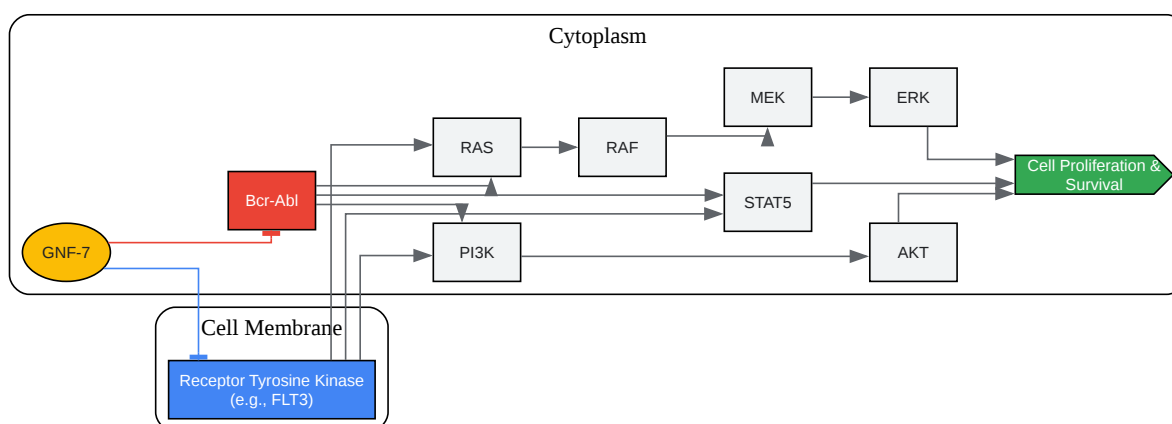 Cytoplasm
MEK
ERK
RAS
RAF
Cell Proliferation &
Survival
Bcr-Abl
STAT5
GNF-7
PI3K
AKT
Cell Membrane
Receptor Tyrosine Kinase
(e.g., FLT3)